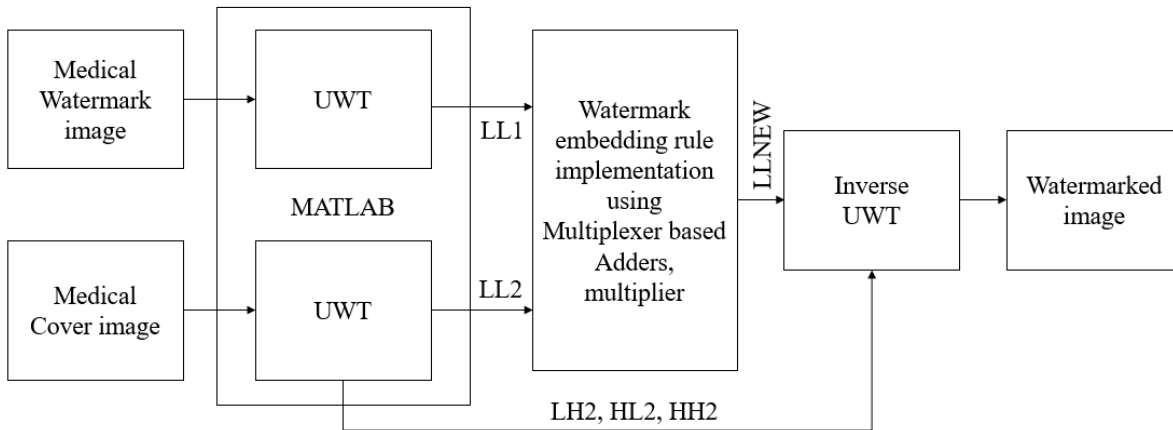 Medical
Watermark
image
UWT
LL1
MATLAB
Medical
Cover image
UWT
LL2
Watermark
embedding rule
implementation
using
Multiplexer based
Adders,
multiplier
LLNEW
Inverse
UWT
Watermarked
image
LH2, HL2, HH2